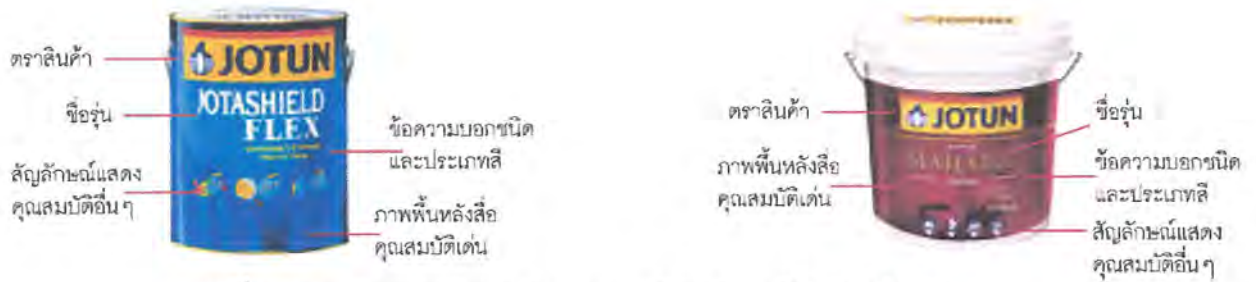 ตราสินค้า
JOTUN
ชื่อรุ่น
JOTASHIELD
FLEX
ข้อความบอกชนิด
และประเภทสี
สัญลักษณ์แสดง
คุณสมบัติอื่นๆ
ภาพพื้นหลังสื่อ
คุณสมบัติเด่น
ตราสินค้า
JOTUN
ชื่อรุ่น
ภาพพื้นหลังสื่อ
คุณสมบัติเด่น
ข้อความบอกชนิด
และประเภทสี
สัญลักษณ์แสดง
คุณสมบัติอื่นๆ